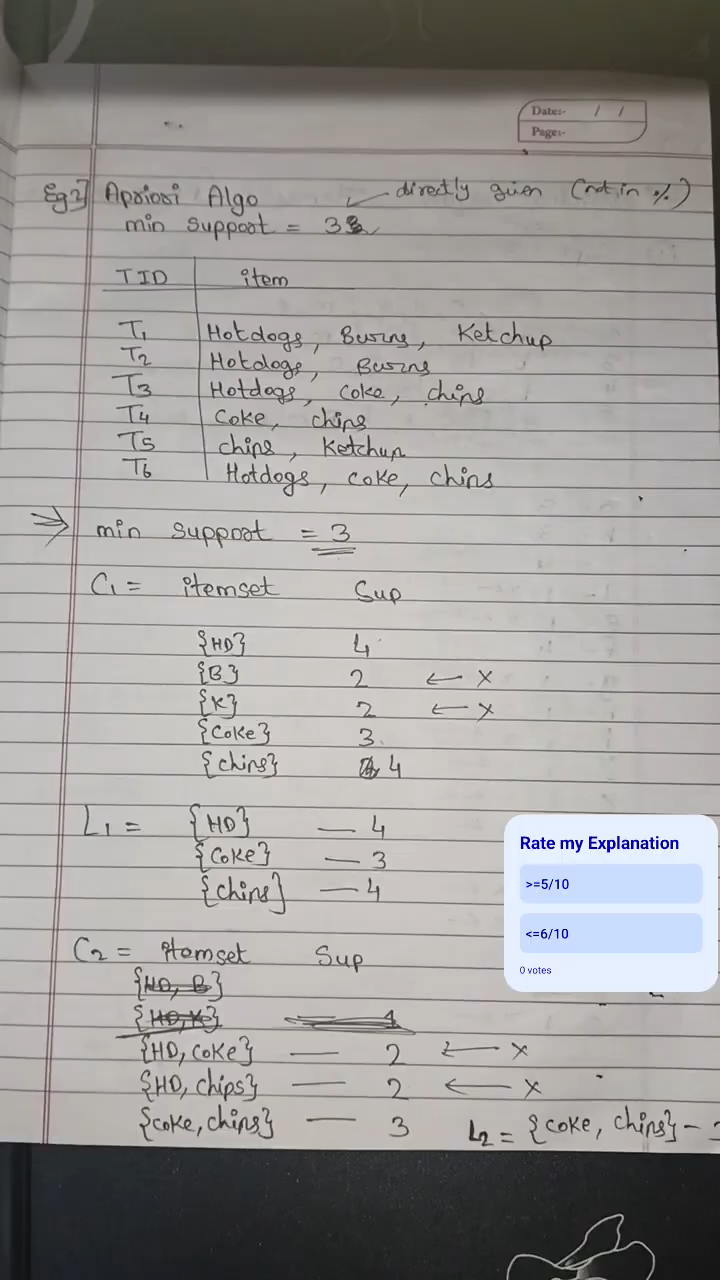 Date:- / /
Page:-
Eg2] Apriori Algo ← directly given (not in %)
min support = 3
TID item
T1 Hotdogs, Buns, Ketchup
T2 Hotdogs, Buns
T3 Hotdogs, Coke, chips
T4 Coke, chips
T5 chips, Ketchup
T6 Hotdogs, Coke, Chips
⇒ min support = 3
C1 = itemset Sup
{HD} 4
{B} 2 ← x
{K} 2 ← x
{Coke} 3
{chips} 4
L1 = {HD} — 4
{Coke} — 3
{chips} — 4
Rate my Explanation
>=5/10
<=6/10
0 votes
C2 = Itemset Sup
{HD, B}
{HD, K} 1
{HD, Coke} — 2 ← x
{HD, chips} — 2 ← x
{Coke, chips} — 3 L2 = {Coke, Chips} -